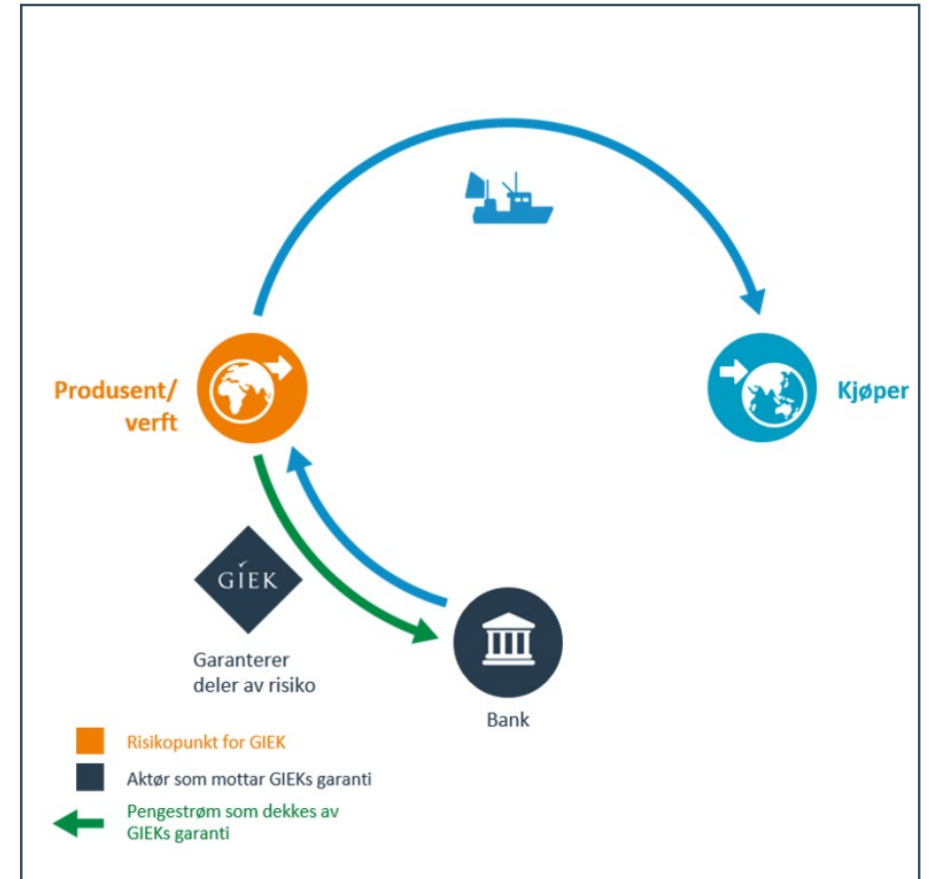 Produsent/
verft
Kjøper
GIEK
Garanterer
deler av risiko
Bank
Risikopunkt for GIEK
Aktør som mottar GIEKs garanti
Pengestrøm som dekkes av
GIEKs garanti